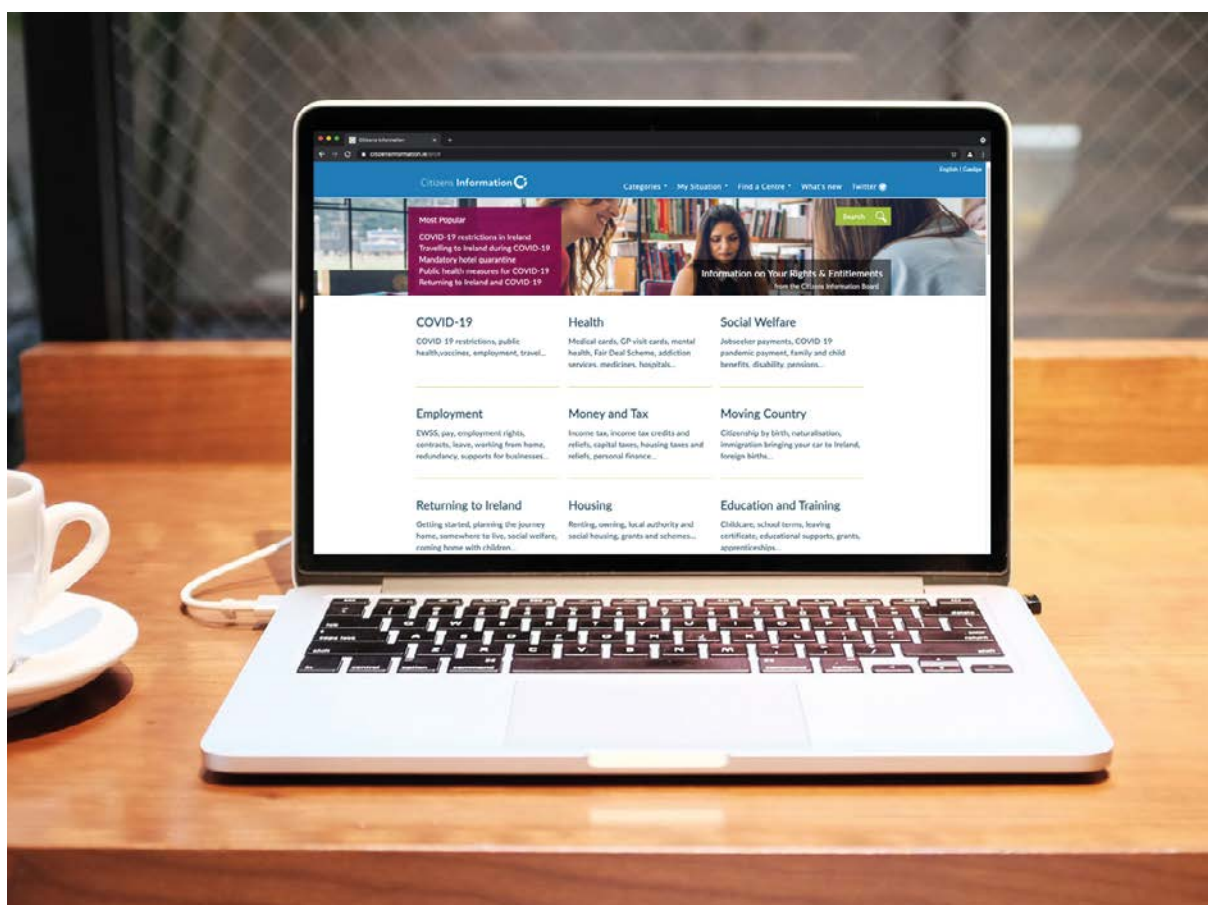 Citizens Information
citizensinformation.ie/
English | Gaeilge
Citizens Information
Categories My Situation Find a Centre What's new Twitter
Most Popular
COVID-19 restrictions in Ireland
Travelling to Ireland during COVID-19
Mandatory hotel quarantine
Public health measures for COVID-19
Returning to Ireland and COVID-19
Search
Information on Your Rights & Entitlements
from the Citizens Information Board
COVID-19
COVID-19 restrictions, public
health,vaccines, employment, travel...
Health
Medical cards, GP visit cards, mental
health, Fair Deal Scheme, addiction
services, medicines, hospitals...
Social Welfare
Jobseeker payments, COVID-19
pandemic payment, family and child
benefits, disability, pensions...
Employment
EWSS, pay, employment rights,
contracts, leave, working from home,
redundancy, supports for businesses...
Money and Tax
Income tax, income tax credits and
reliefs, capital taxes, housing taxes and
reliefs, personal finance...
Moving Country
Citizenship by birth, naturalisation,
immigration bringing your car to Ireland,
foreign births...
Returning to Ireland
Getting started, planning the journey
home, somewhere to live, social welfare,
coming home with children...
Housing
Renting, owning, local authority and
social housing, grants and schemes...
Education and Training
Childcare, school terms, leaving
certificate, educational supports, grants,
apprenticeships...